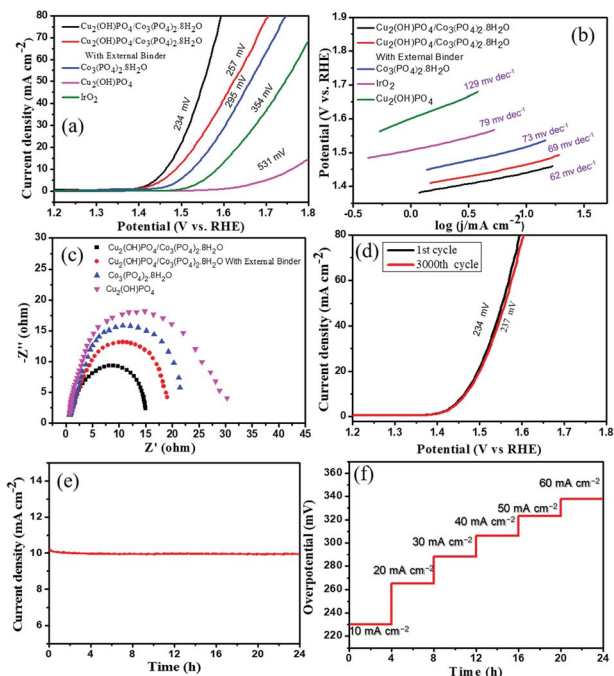 Cu2(OH)PO4/Co3(PO4)2.8H2O
Cu2(OH)PO4/Co3(PO4)2.8H2O
With External Binder
Co3(PO4)2.8H2O
Cu2(OH)PO4
IrO2
(a)
234 mV
257 mV
295 mV
354 mV
531 mV
Current density (mA cm-2)
80
70
60
50
40
30
20
10
0
1.2 1.3 1.4 1.5 1.6 1.7 1.8
Potential (V vs. RHE)
Cu2(OH)PO4/Co3(PO4)2.8H2O
Cu2(OH)PO4/Co3(PO4)2.8H2O
With External Binder
Co3(PO4)2.8H2O
IrO2
Cu2(OH)PO4
(b)
129 mv dec-1
79 mv dec-1
73 mv dec-1
69 mv dec-1
62 mv dec-1
Potential (V vs. RHE)
1.9
1.8
1.7
1.6
1.5
1.4
-0.5 0.0 0.5 1.0 1.5 2.0
log (j/mA cm-2)
(c)
Cu2(OH)PO4/Co3(PO4)2.8H2O
Cu2(OH)PO4/Co3(PO4)2.8H2O With External Binder
Co3(PO4)2.8H2O
Cu2(OH)PO4
-Z'' (ohm)
-30
-25
-20
-15
-10
-5
0
0 5 10 15 20 25 30 35 40 45
Z' (ohm)
(d)
1st cycle
3000th cycle
234 mV
237 mV
Current density (mA cm-2)
80
60
40
20
0
1.2 1.3 1.4 1.5 1.6 1.7 1.8
Potential (V vs RHE)
(e)
Current density (mA cm-2)
14
12
10
8
6
0 4 8 12 16 20 24
Time (h)
(f)
60 mA cm-2
50 mA cm-2
40 mA cm-2
30 mA cm-2
20 mA cm-2
10 mA cm-2
Overpotential (mV)
360
340
320
300
280
260
240
220
0 4 8 12 16 20 24
Time (h)